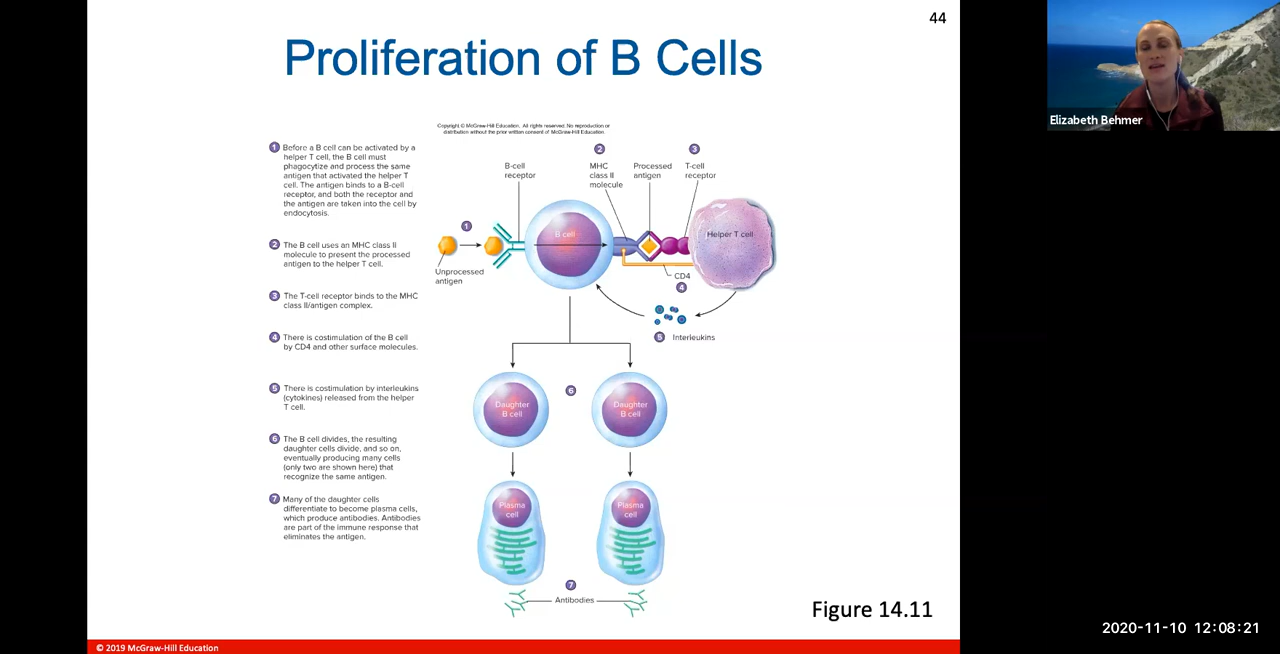 44
Proliferation of B Cells
Copyright © McGraw-Hill Education. All rights reserved. No reproduction or
distribution without the prior written consent of McGraw-Hill Education.
1 Before a B cell can be activated by a
helper T cell, the B cell must
phagocytize and process the same
antigen that activated the helper T
cell. The antigen binds to a B-cell
receptor, and both the receptor and
the antigen are taken into the cell by
endocytosis.
2 The B cell uses an MHC class II
molecule to present the processed
antigen to the helper T cell.
3 The T-cell receptor binds to the MHC
class II/antigen complex.
4 There is costimulation of the B cell
by CD4 and other surface molecules.
5 There is costimulation by interleukins
(cytokines) released from the helper
T cell.
6 The B cell divides, the resulting
daughter cells divide, and so on,
eventually producing many cells
(only two are shown here) that
recognize the same antigen.
7 Many of the daughter cells
differentiate to become plasma cells,
which produce antibodies. Antibodies
are part of the immune response that
eliminates the antigen.
B-cell
receptor
2
MHC
class II
molecule
Processed
antigen
3
T-cell
receptor
1
B cell
Helper T cell
Unprocessed
antigen
CD4
4
5 Interleukins
Daughter
B cell
6
Daughter
B cell
Plasma
cell
Plasma
cell
7
Antibodies
Figure 14.11
© 2019 McGraw-Hill Education
Elizabeth Behmer
2020-11-10 12:08:21